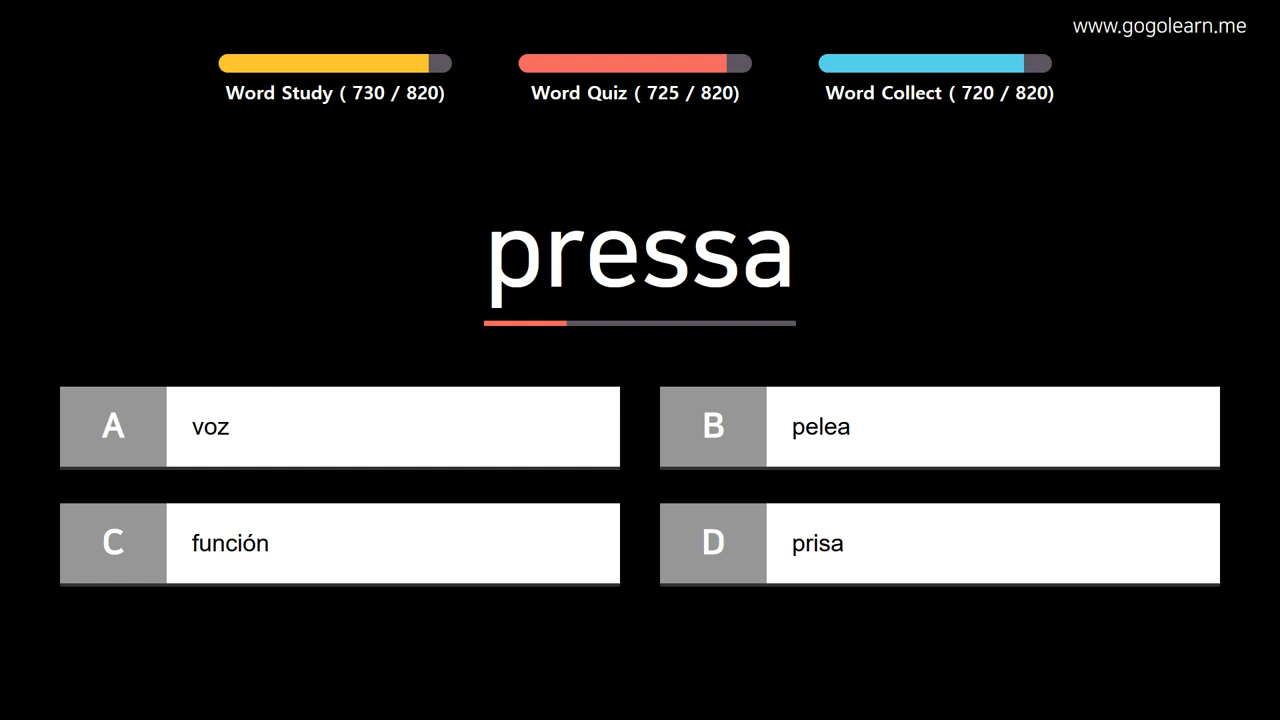 www.gogolearn.me
Word Study ( 730 / 820)
Word Quiz ( 725 / 820)
Word Collect ( 720 / 820)
pressa
A voz
B pelea
C función
D prisa